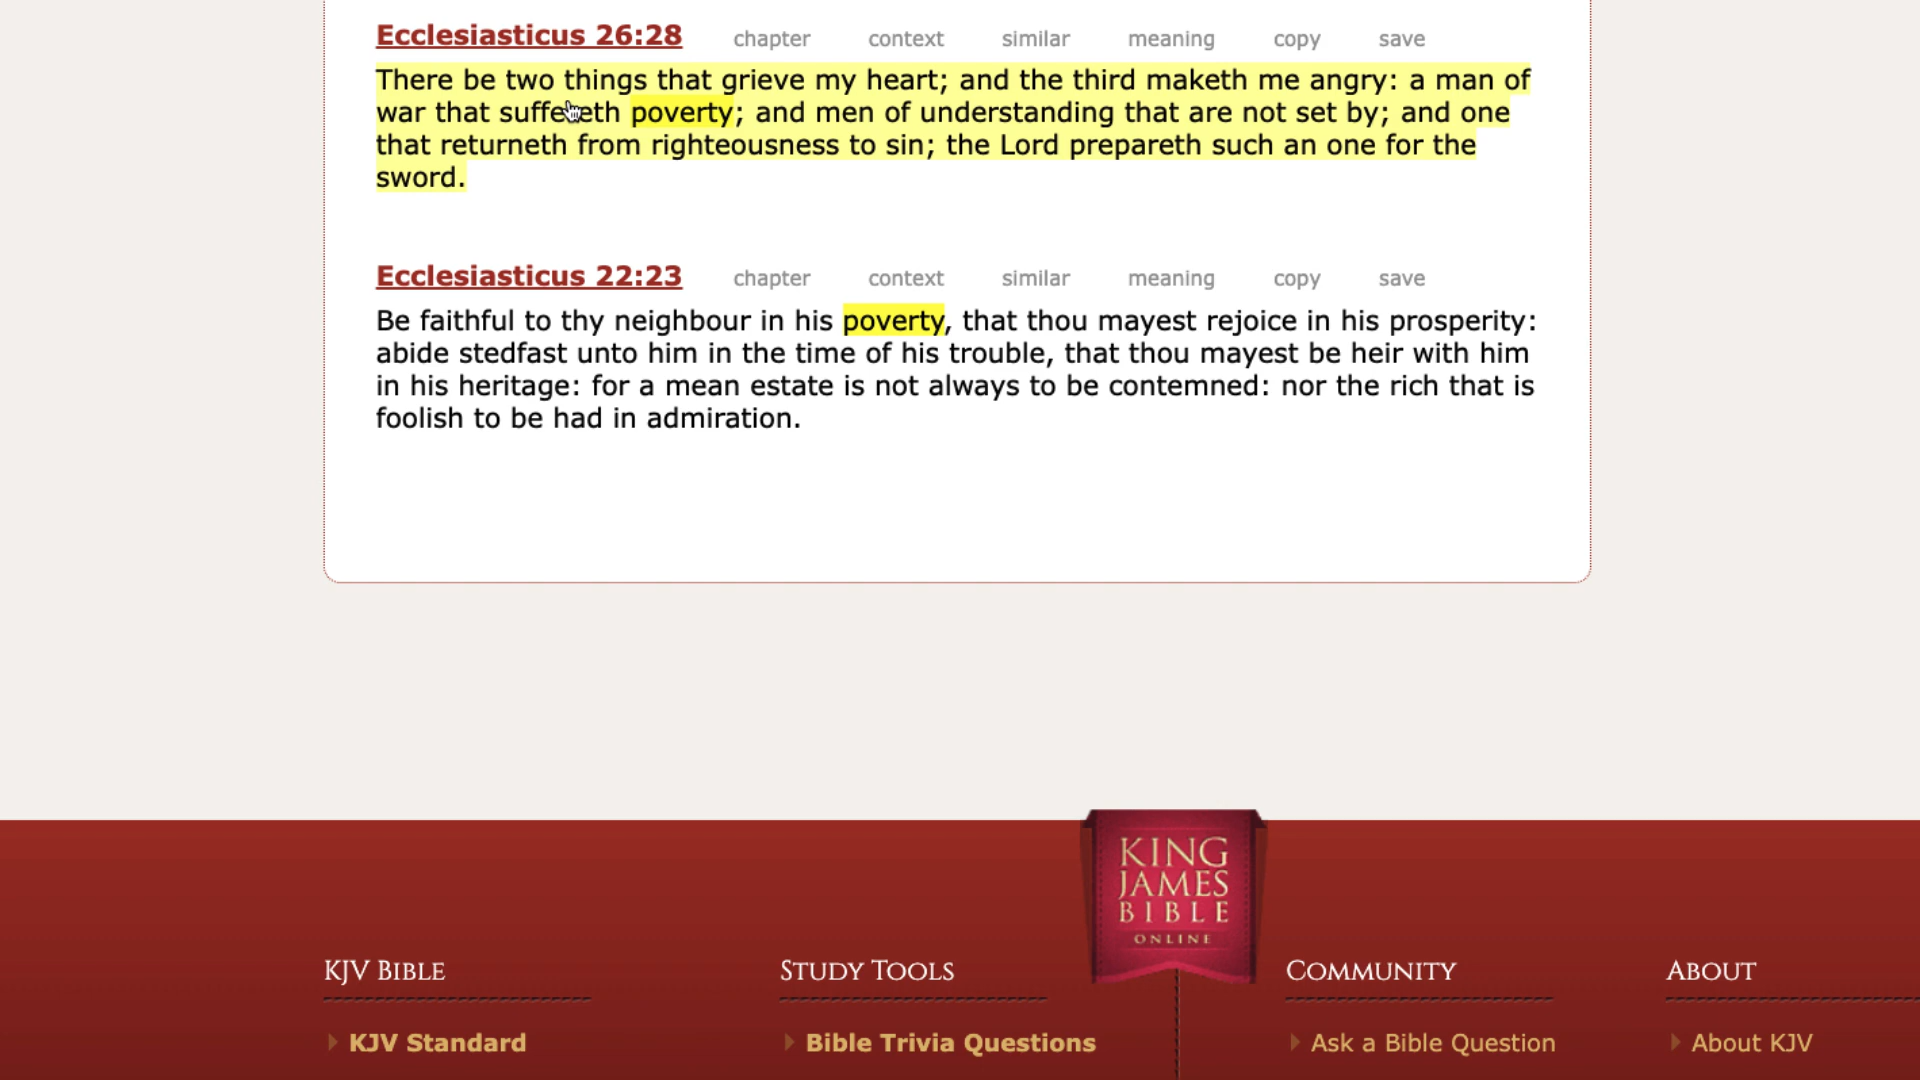 Ecclesiasticus 26:28 chapter context similar meaning copy save
There be two things that grieve my heart; and the third maketh me angry: a man of
war that suffereth poverty; and men of understanding that are not set by; and one
that returneth from righteousness to sin; the Lord prepareth such an one for the
sword.
Ecclesiasticus 22:23 chapter context similar meaning copy save
Be faithful to thy neighbour in his poverty, that thou mayest rejoice in his prosperity:
abide stedfast unto him in the time of his trouble, that thou mayest be heir with him
in his heritage: for a mean estate is not always to be contemned: nor the rich that is
foolish to be had in admiration.
KING
JAMES
BIBLE
ONLINE
KJV Bible Study Tools Community About
KJV Standard Bible Trivia Questions Ask a Bible Question About KJV